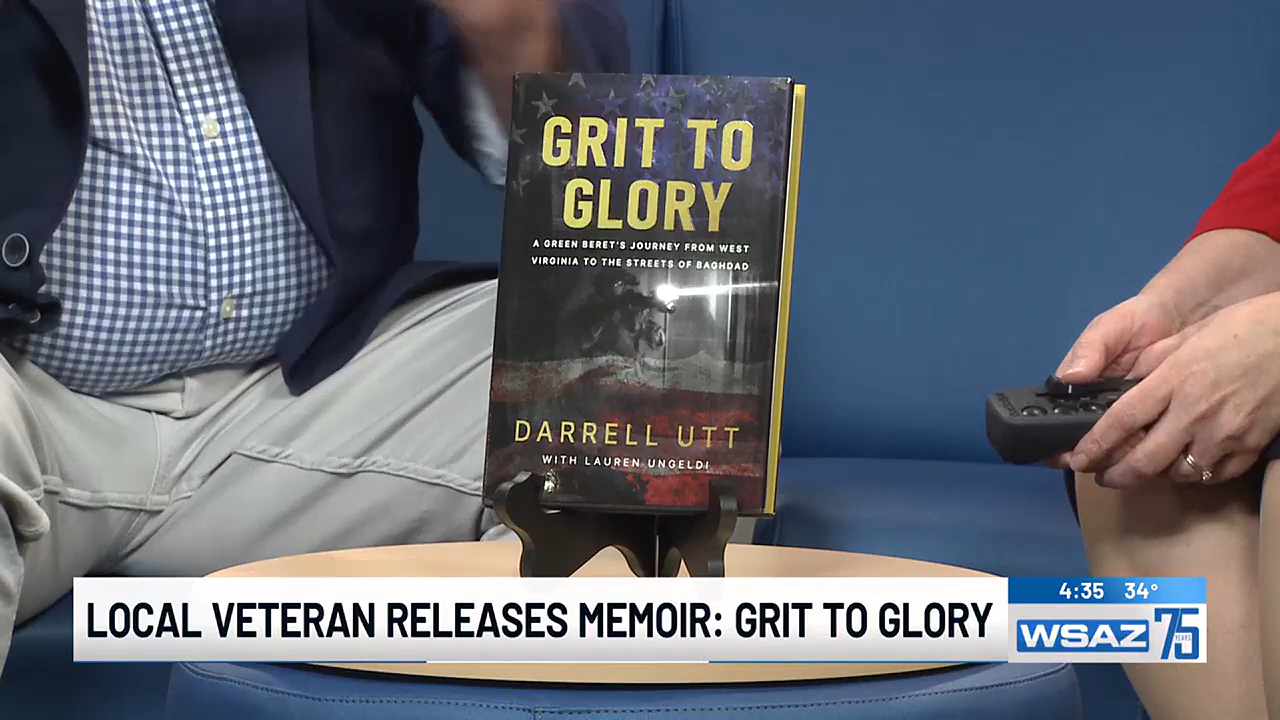 GRIT TO
GLORY
A GREEN BERET'S JOURNEY FROM WEST
VIRGINIA TO THE STREETS OF BAGHDAD
DARRELL UTT
WITH LAUREN UNGELDI
LOCAL VETERAN RELEASES MEMOIR: GRIT TO GLORY
4:35 34°
WSAZ 75
YEARS